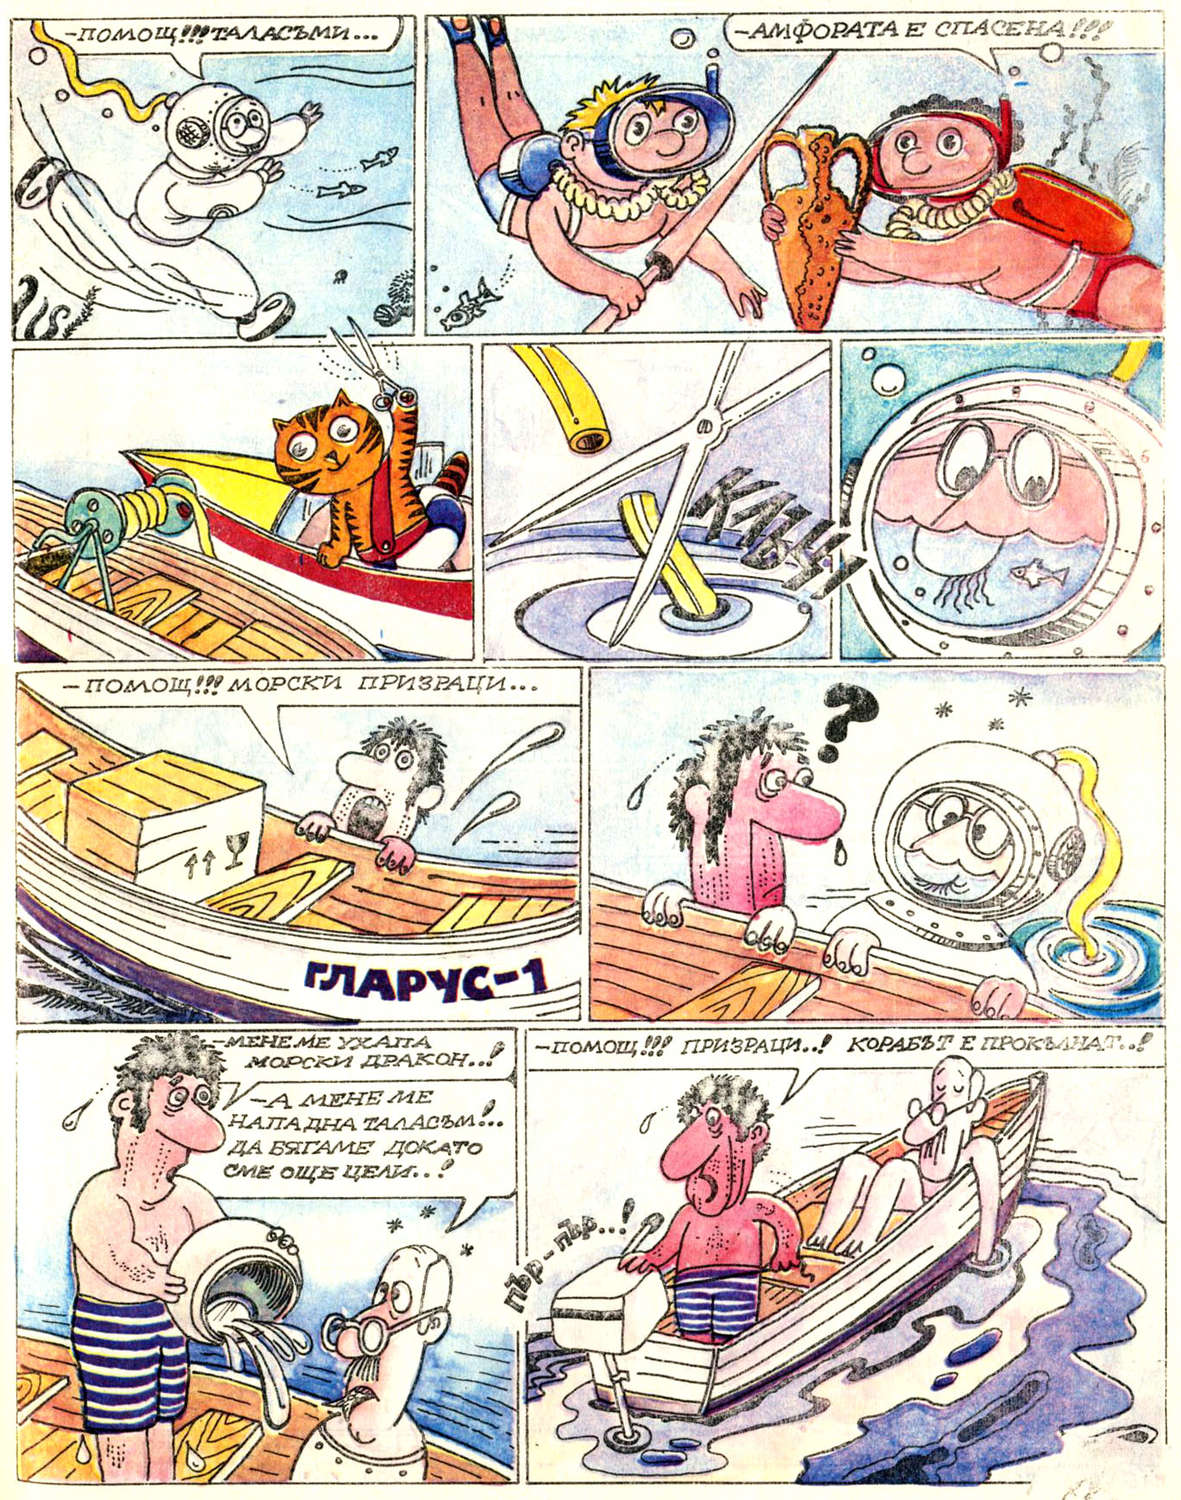 -ПОМОЩ!!! ТАЛАСЪМИ...
-АМФОРАТА Е СПАСЕНА!!!
КЛЪЦ!
-ПОМОЩ!!! МОРСКИ ПРИЗРАЦИ...
ГЛАРУС-1
?
-МЕНЕ МЕ УХАПА
МОРСКИ ДРАКОН..!
-А МЕНЕ МЕ
НАПАДНА ТАЛАСЪМ!..
ДА БЯГАМЕ ДОКАТО
СМЕ ОЩЕ ЦЕЛИ..!
-ПОМОЩ!!! ПРИЗРАЦИ..! КОРАБЪТ Е ПРОКЪЛНАТ..!
ПЪР-ПЪР..!